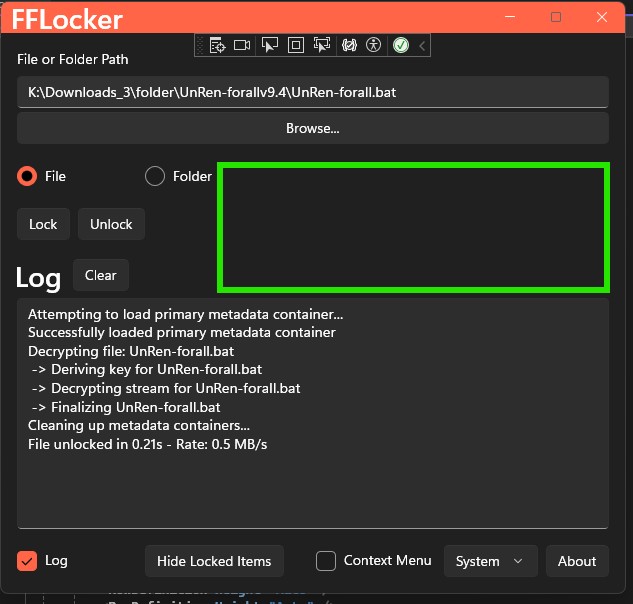 FFLocker
File or Folder Path
K:\Downloads_3\folder\UnRen-forallv9.4\UnRen-forall.bat
Browse...
File
Folder
Lock
Unlock
Log
Clear
Attempting to load primary metadata container...
Successfully loaded primary metadata container
Decrypting file: UnRen-forall.bat
-> Deriving key for UnRen-forall.bat
-> Decrypting stream for UnRen-forall.bat
-> Finalizing UnRen-forall.bat
Cleaning up metadata containers...
File unlocked in 0.21s - Rate: 0.5 MB/s
Log
Hide Locked Items
Context Menu
System
About